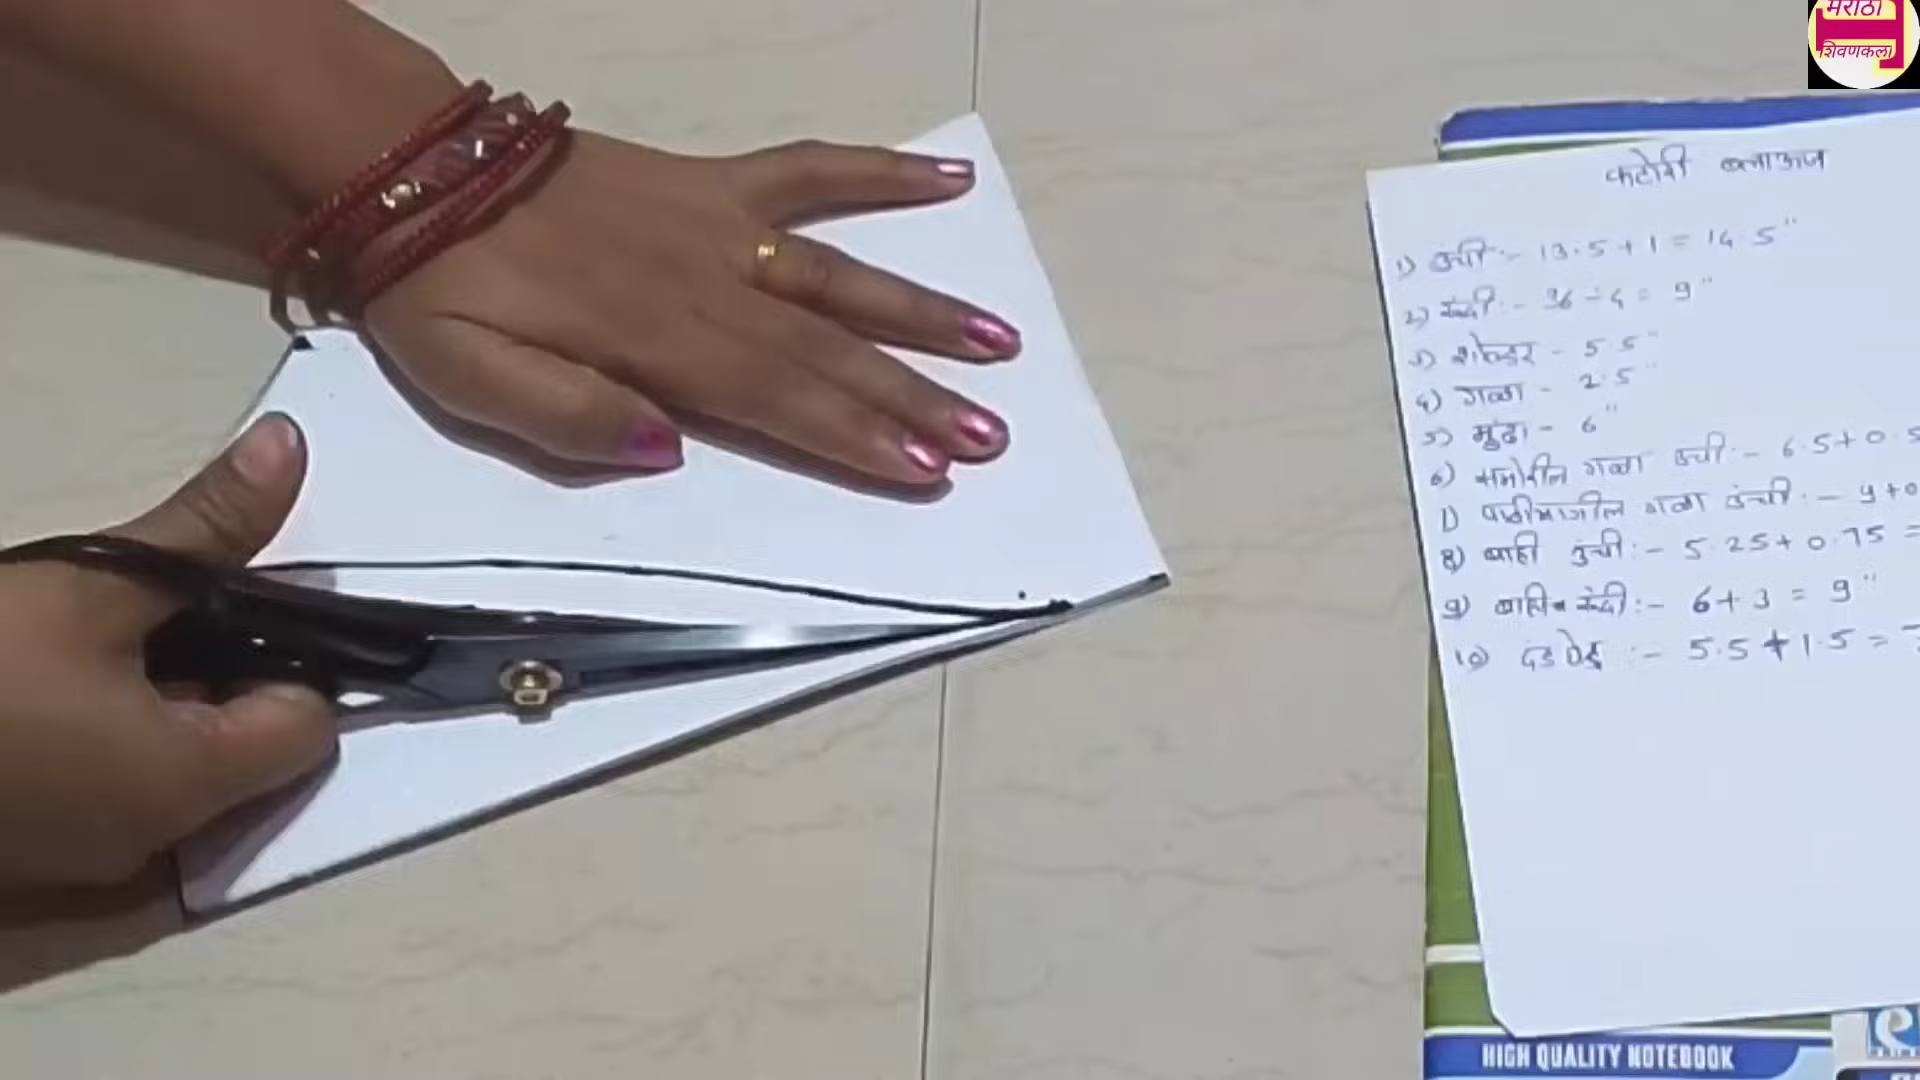 मराठी
शिवणकला
कटोरी ब्लाऊज
1) उंची:- 13.5+1 = 14.5"
2) रुंदी:- 36÷4= 9"
3) शोल्डर - 5.5"
4) गळा - 2.5"
5) मुंढा - 6"
6) समोरील गळा उंची:- 6.5+0.5
7) पाठीमागील गळा उंची:- 9+0
8) बाही उंची:- 5.25+0.75 =
9) बाही रुंदी:- 6+3 = 9"
10) दंड घेर :- 5.5+1.5 =
HIGH QUALITY NOTEBOOK